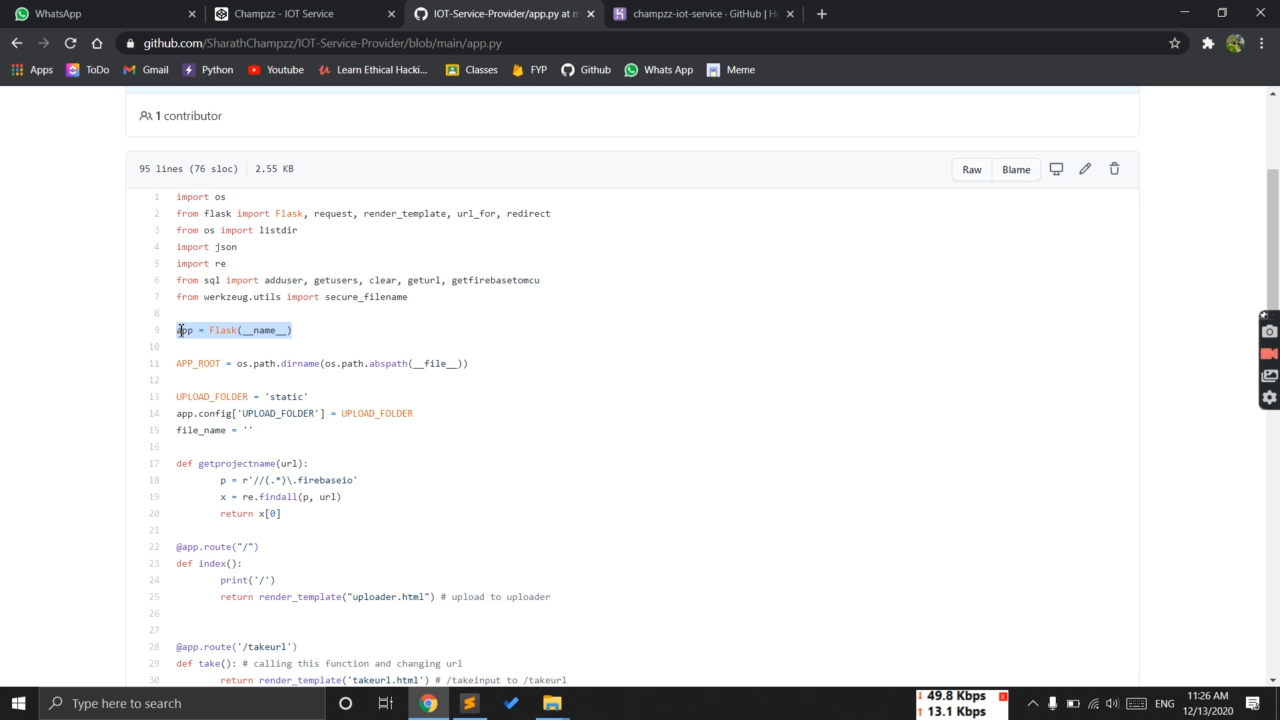 WhatsApp
Champzz - IOT Service
IOT-Service-Provider/app.py at m
champzz-iot-service · GitHub | He
github.com/SharathChampzz/IOT-Service-Provider/blob/main/app.py
Apps ToDo Gmail Python Youtube Learn Ethical Hacki... Classes FYP Github Whats App Meme
1 contributor
95 lines (76 sloc) 2.55 KB
Raw Blame
1 import os
2 from flask import Flask, request, render_template, url_for, redirect
3 from os import listdir
4 import json
5 import re
6 from sql import adduser, getusers, clear, geturl, getfirebasetomcu
7 from werkzeug.utils import secure_filename
8
9 app = Flask(__name__)
10
11 APP_ROOT = os.path.dirname(os.path.abspath(__file__))
12
13 UPLOAD_FOLDER = 'static'
14 app.config['UPLOAD_FOLDER'] = UPLOAD_FOLDER
15 file_name = ''
16
17 def getprojectname(url):
18 p = r'//(.*)\.firebaseio'
19 x = re.findall(p, url)
20 return x[0]
21
22 @app.route("/")
23 def index():
24 print('/')
25 return render_template("uploader.html") # upload to uploader
26
27
28 @app.route('/takeurl')
29 def take(): # calling this function and changing url
30 return render_template('takeurl.html') # /takeinput to /takeurl
Type here to search
49.8 Kbps
13.1 Kbps
ENG
11:26 AM
12/13/2020